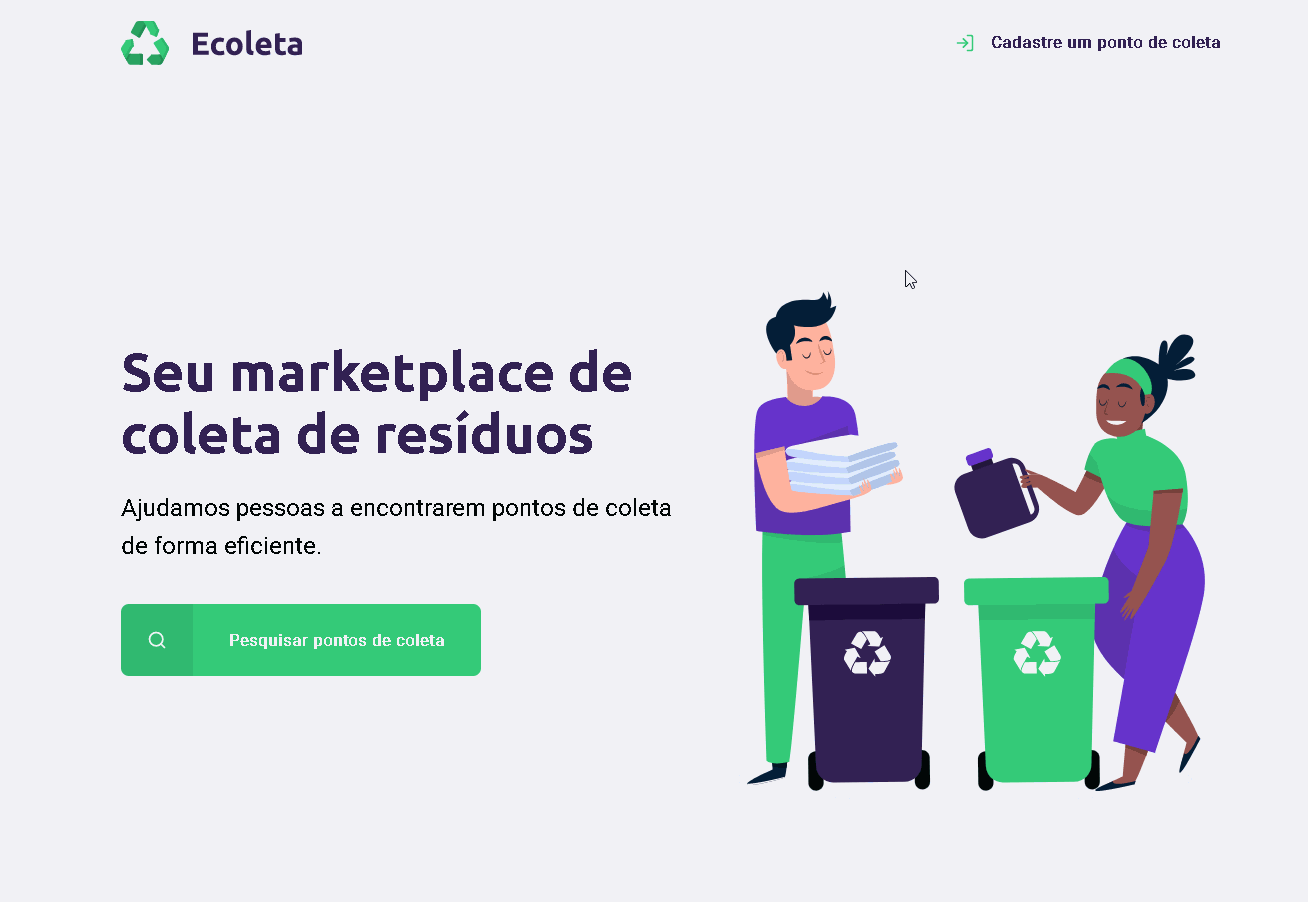 Ecoleta
Cadastre um ponto de coleta
Seu marketplace de
coleta de resíduos
Ajudamos pessoas a encontrarem pontos de coleta
de forma eficiente.
Pesquisar pontos de coleta